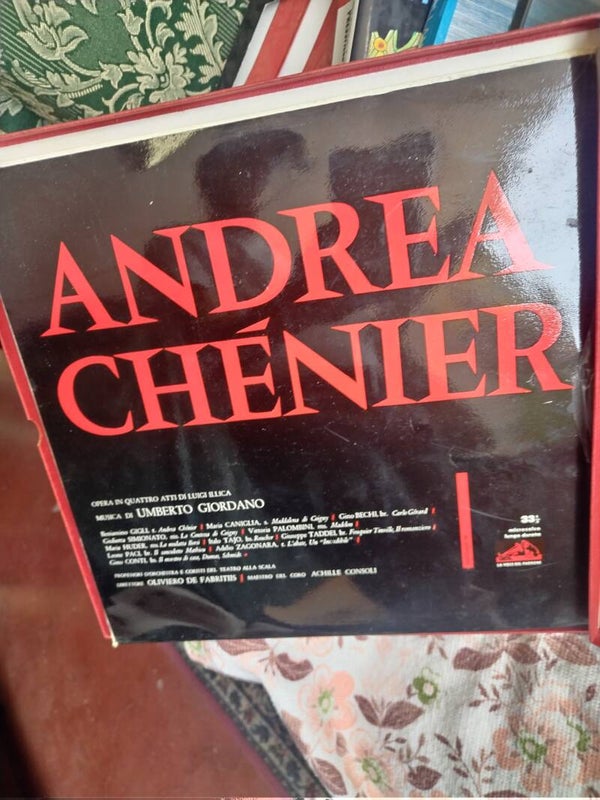 ANDREA
CHÉNIER
OPERA IN QUATTRO ATTI DI LUIGI ILLICA
MUSICA DI UMBERTO GIORDANO
Beniamino GIGLI, t. Andrea Chénier Maria CANIGLIA, s. Maddalena di Coigny Gino BECHI, br. Carlo Gérard
Giulietta SIMIONATO, ms. La Contessa di Coigny Vittoria PALOMBINI, ms. Madelon
Maria HUDER, ms. La mulatta Bersi Italo TAJO, bs. Roucher Giuseppe TADDEI, br. Fouquier Tinville, Il romanziere
Leone PACI, br. Il sanculotto Mathieu Adelio ZAGONARA, t. L'abate, Un "Incredibile"
Gino CONTI, bs. Il maestro di casa, Dumas, Schmidt
PROFESSORI D'ORCHESTRA E CORISTI DEL TEATRO ALLA SCALA
DIRETTORE OLIVIERO DE FABRITIIS MAESTRO DEL CORO ACHILLE CONSOLI
33⅓
microsolco
lunga durata
LA VOCE DEL PADRONE